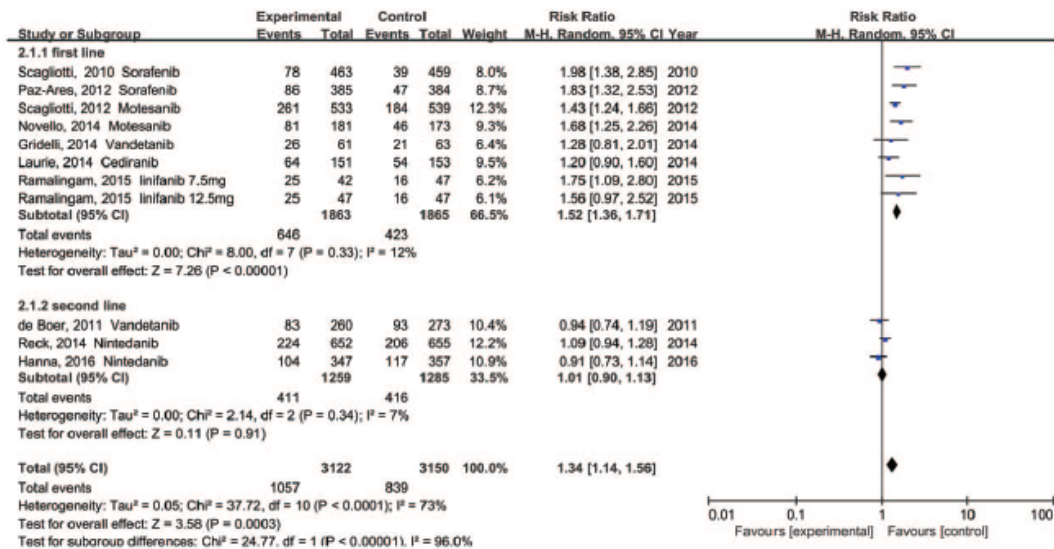 Experimental Control Risk Ratio Risk Ratio
Study or Subgroup Events Total Events Total Weight M-H. Random. 95% CI Year M-H. Random. 95% CI
2.1.1 first line
Scagliotti, 2010 Sorafenib 78 463 39 459 8.0% 1.98 [1.38, 2.85] 2010
Paz-Ares, 2012 Sorafenib 86 385 47 384 8.7% 1.83 [1.32, 2.53] 2012
Scagliotti, 2012 Motesanib 261 533 184 539 12.3% 1.43 [1.24, 1.66] 2012
Novello, 2014 Motesanib 81 181 46 173 9.3% 1.68 [1.25, 2.26] 2014
Gridelli, 2014 Vandetanib 26 61 21 63 6.4% 1.28 [0.81, 2.01] 2014
Laurie, 2014 Cediranib 64 151 54 153 9.5% 1.20 [0.90, 1.60] 2014
Ramalingam, 2015 linifanib 7.5mg 25 42 16 47 6.2% 1.75 [1.09, 2.80] 2015
Ramalingam, 2015 linifanib 12.5mg 25 47 16 47 6.1% 1.56 [0.97, 2.52] 2015
Subtotal (95% CI) 1863 1865 66.5% 1.52 [1.36, 1.71]
Total events 646 423
Heterogeneity: Tau² = 0.00; Chi² = 8.00, df = 7 (P = 0.33); I² = 12%
Test for overall effect: Z = 7.26 (P < 0.00001)
2.1.2 second line
de Boer, 2011 Vandetanib 83 260 93 273 10.4% 0.94 [0.74, 1.19] 2011
Reck, 2014 Nintedanib 224 652 206 655 12.2% 1.09 [0.94, 1.28] 2014
Hanna, 2016 Nintedanib 104 347 117 357 10.9% 0.91 [0.73, 1.14] 2016
Subtotal (95% CI) 1259 1285 33.5% 1.01 [0.90, 1.13]
Total events 411 416
Heterogeneity: Tau² = 0.00; Chi² = 2.14, df = 2 (P = 0.34); I² = 7%
Test for overall effect: Z = 0.11 (P = 0.91)
Total (95% CI) 3122 3150 100.0% 1.34 [1.14, 1.56]
Total events 1057 839
Heterogeneity: Tau² = 0.05; Chi² = 37.72, df = 10 (P < 0.0001); I² = 73%
Test for overall effect: Z = 3.58 (P = 0.0003)
Test for subgroup differences: Chi² = 24.77, df = 1 (P < 0.00001), I² = 96.0%
0.01 0.1 1 10 100
Favours [experimental] Favours [control]